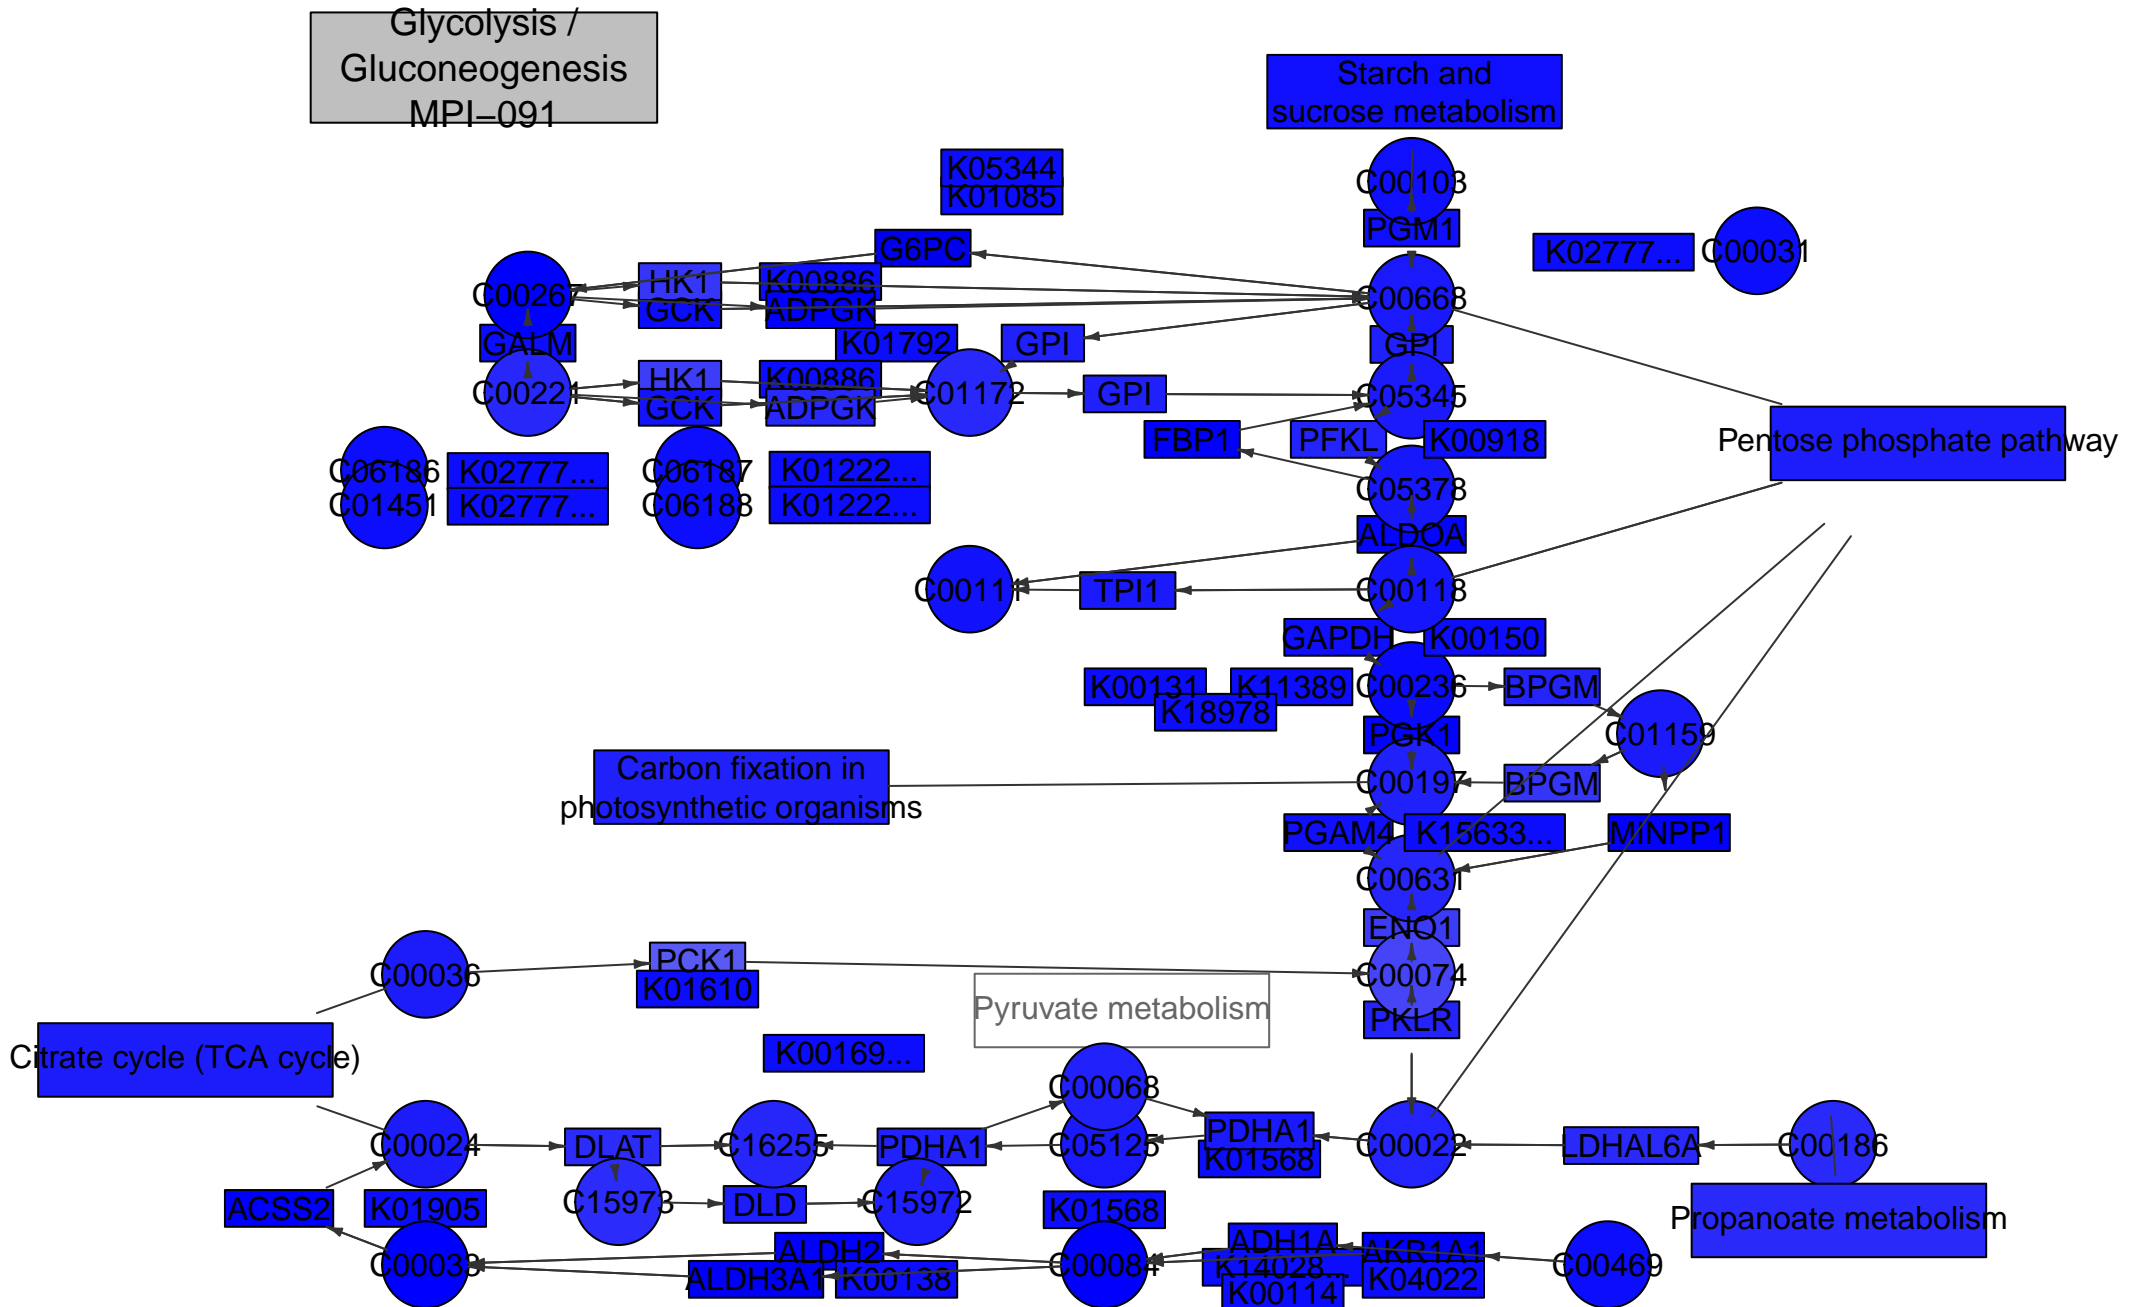 Glycolysis /
Gluconeogenesis
MPI−091
Starch and
sucrose metabolism
K05344
K01085
C00103
PGM1
G6PC
K02777...
C00031
C00267
HK1
K00886
GCK
ADPGK
C00668
GALM
K01792
GPI
GPI
C00221
HK1
K00886
GCK
ADPGK
C01172
GPI
C05345
FBP1
PFKL
K00918
Pentose phosphate pathway
C06186
K02777...
C06187
K01222...
C01451
K02777...
C06188
K01222...
C05378
ALDOA
C00111
TPI1
C00118
GAPDH
K00150
K00131
K11389
K18978
C00236
BPGM
PGK1
C01159
Carbon fixation in
photosynthetic organisms
C00197
BPGM
PGAM4
K15633...
MINPP1
C00631
ENO1
C00036
PCK1
K01610
C00074
Pyruvate metabolism
PKLR
Citrate cycle (TCA cycle)
K00169...
C00068
C00024
DLAT
C16255
PDHA1
C05125
PDHA1
K01568
C00022
LDHAL6A
C00186
ACSS2
K01905
C15973
DLD
C15972
K01568
Propanoate metabolism
C00033
ALDH2
ALDH3A1
K00138
C00084
ADH1A
K14028...
K00114
AKR1A1
K04022
C00469